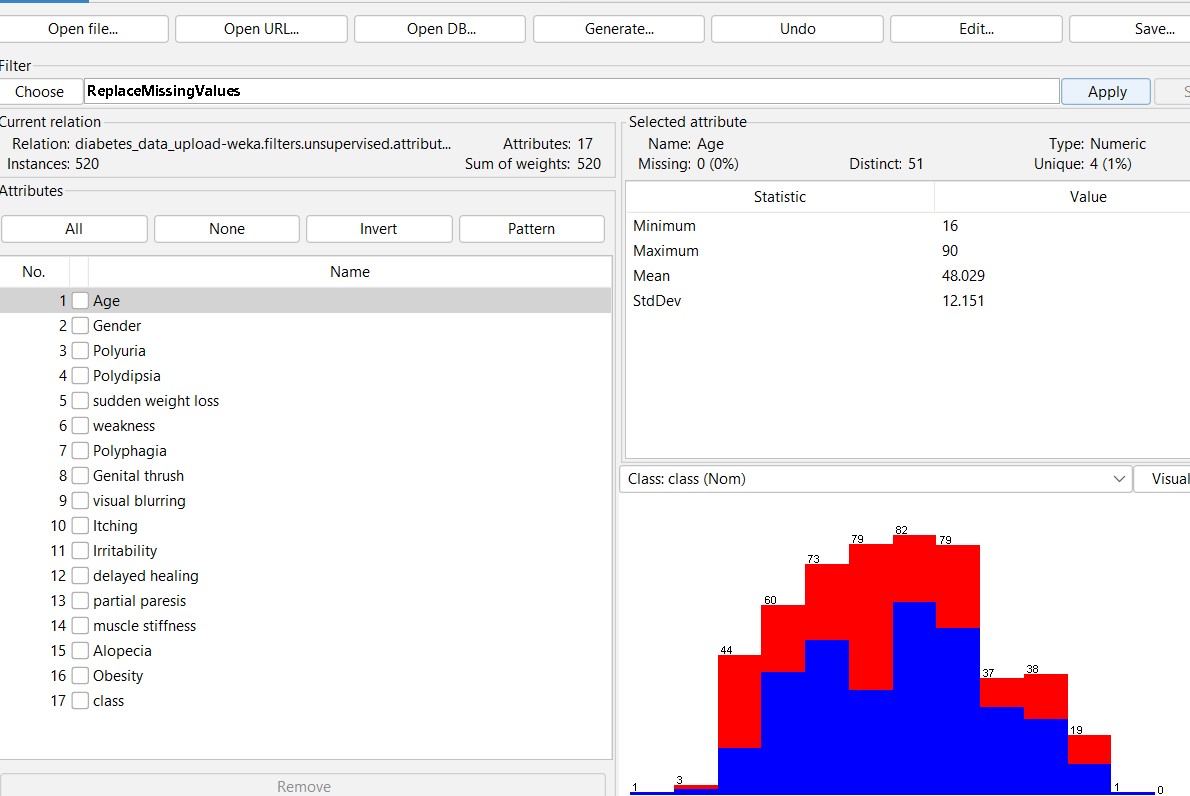 Open file... Open URL... Open DB... Generate... Undo Edit... Save...
Filter
Choose ReplaceMissingValues Apply
Current relation
Relation: diabetes_data_upload-weka.filters.unsupervised.attribut... Attributes: 17
Instances: 520 Sum of weights: 520
Selected attribute
Name: Age Type: Numeric
Missing: 0 (0%) Distinct: 51 Unique: 4 (1%)
Attributes
All None Invert Pattern
No. Name
1 Age
2 Gender
3 Polyuria
4 Polydipsia
5 sudden weight loss
6 weakness
7 Polyphagia
8 Genital thrush
9 visual blurring
10 Itching
11 Irritability
12 delayed healing
13 partial paresis
14 muscle stiffness
15 Alopecia
16 Obesity
17 class
Remove
Statistic Value
Minimum 16
Maximum 90
Mean 48.029
StdDev 12.151
Class: class (Nom) Visual
1 3 44 60 73 79 82 79 37 38 19 1 0